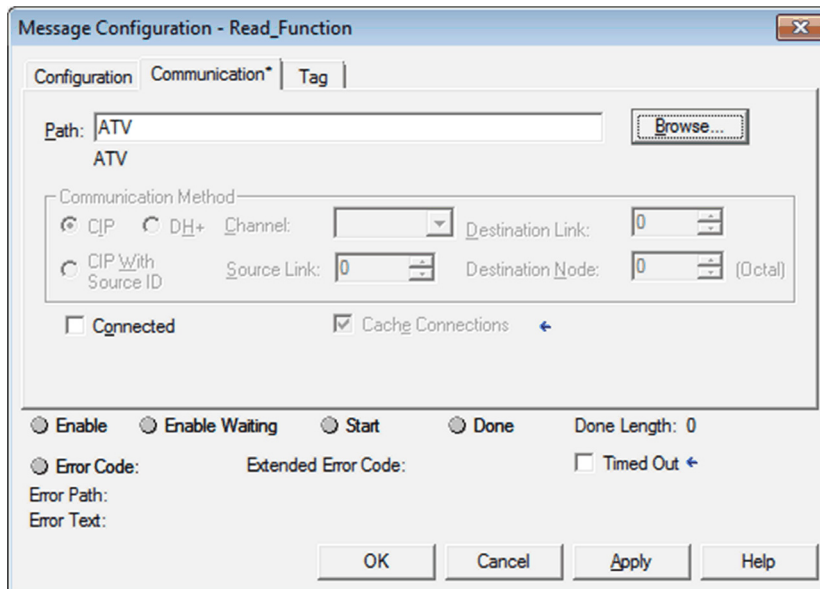 Message Configuration - Read_Function
Configuration Communication* Tag
Path: ATV Browse...
ATV
Communication Method
CIP DH+ Channel: Destination Link: 0
CIP With
Source ID Source Link: 0 Destination Node: 0 (Octal)
Connected Cache Connections
Enable Enable Waiting Start Done Done Length: 0
Error Code: Extended Error Code: Timed Out
Error Path:
Error Text:
OK Cancel Apply Help